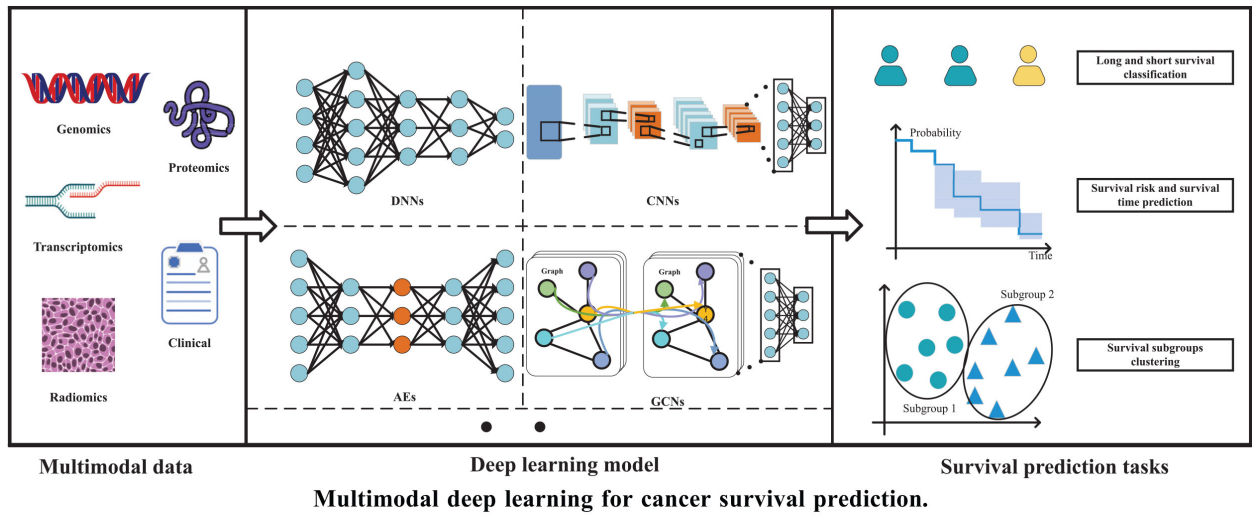 Genomics
Proteomics
Transcriptomics
Clinical
Radiomics
Multimodal data
DNNs
CNNs
AEs
Graph
Graph
GCNs
Deep learning model
Long and short survival
classification
Probability
Time
Survival risk and survival
time prediction
Subgroup 2
Subgroup 1
Survival subgroups
clustering
Survival prediction tasks
Multimodal deep learning for cancer survival prediction.